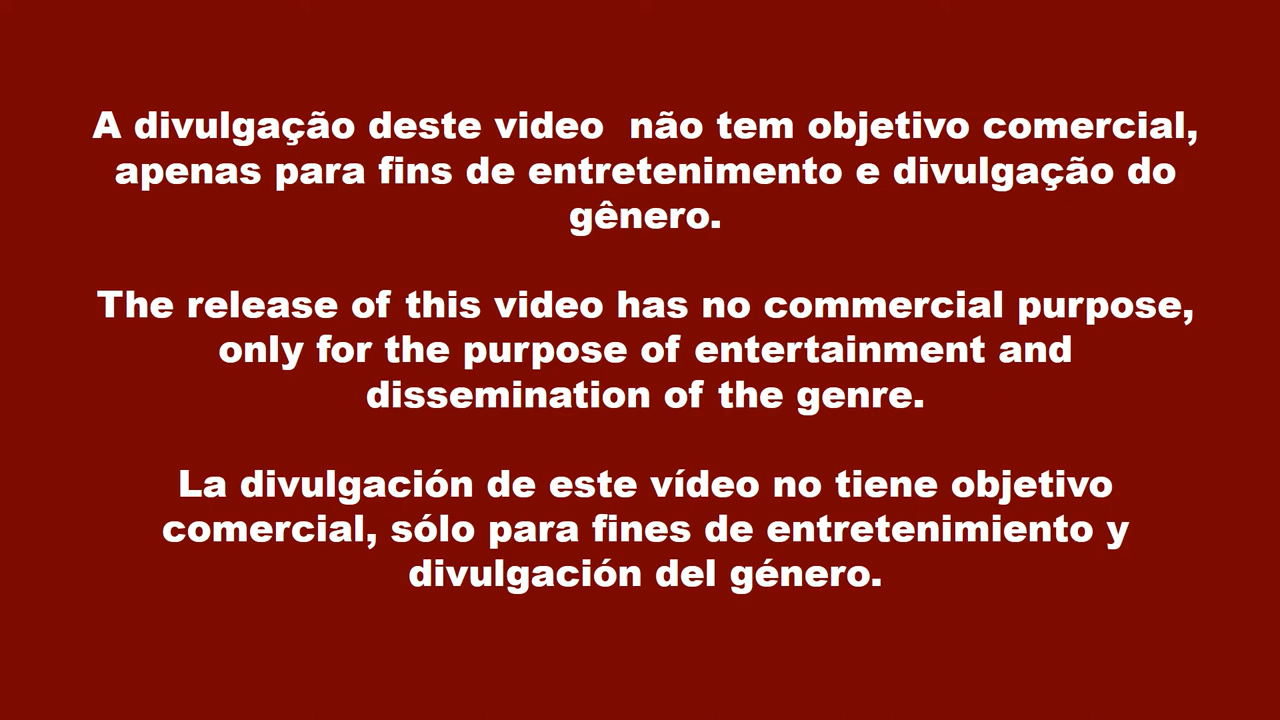 A divulgação deste video  não tem objetivo comercial,
apenas para fins de entretenimento e divulgação do
gênero.
The release of this video has no commercial purpose,
only for the purpose of entertainment and
dissemination of the genre.
La divulgación de este vídeo no tiene objetivo
comercial, sólo para fines de entretenimiento y
divulgación del género.